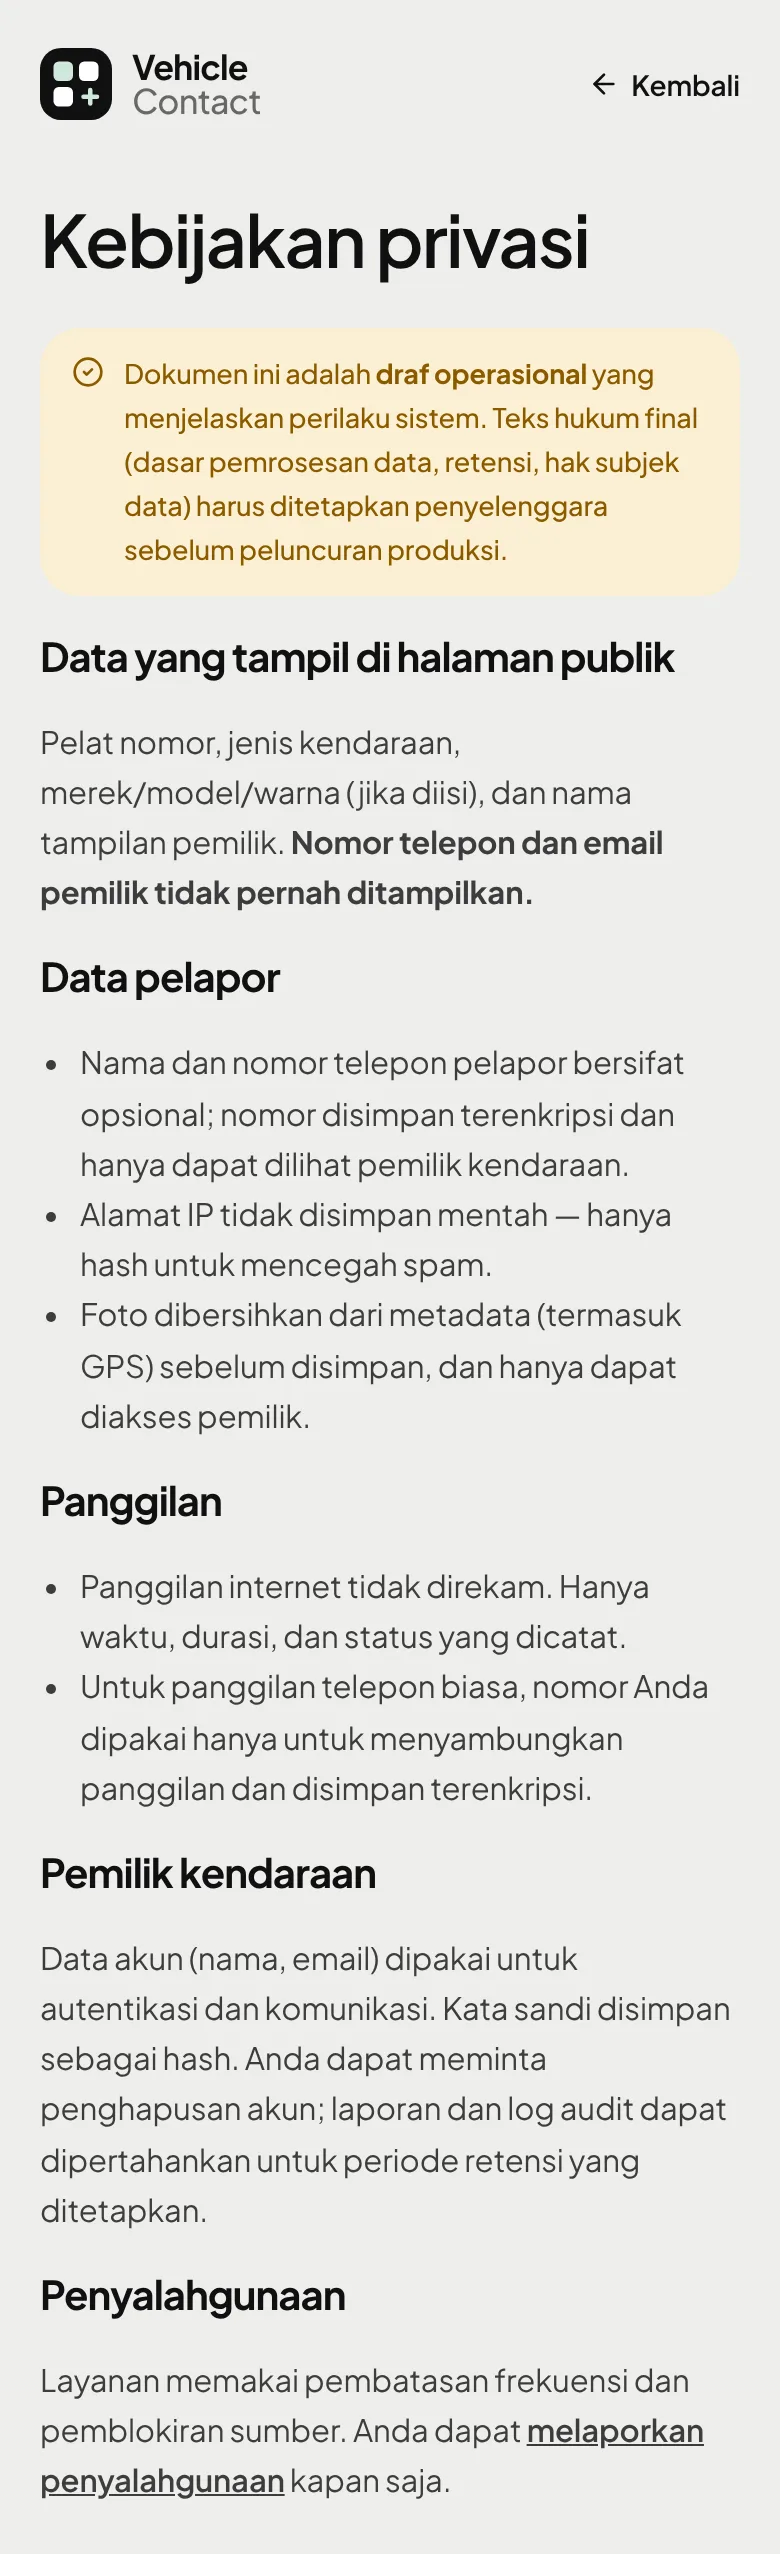 Vehicle
Contact
← Kembali
Kebijakan privasi
Dokumen ini adalah draf operasional yang
menjelaskan perilaku sistem. Teks hukum final
(dasar pemrosesan data, retensi, hak subjek
data) harus ditetapkan penyelenggara
sebelum peluncuran produksi.
Data yang tampil di halaman publik
Pelat nomor, jenis kendaraan,
merek/model/warna (jika diisi), dan nama
tampilan pemilik. Nomor telepon dan email
pemilik tidak pernah ditampilkan.
Data pelapor
• Nama dan nomor telepon pelapor bersifat
opsional; nomor disimpan terenkripsi dan
hanya dapat dilihat pemilik kendaraan.
• Alamat IP tidak disimpan mentah — hanya
hash untuk mencegah spam.
• Foto dibersihkan dari metadata (termasuk
GPS) sebelum disimpan, dan hanya dapat
diakses pemilik.
Panggilan
• Panggilan internet tidak direkam. Hanya
waktu, durasi, dan status yang dicatat.
• Untuk panggilan telepon biasa, nomor Anda
dipakai hanya untuk menyambungkan
panggilan dan disimpan terenkripsi.
Pemilik kendaraan
Data akun (nama, email) dipakai untuk
autentikasi dan komunikasi. Kata sandi disimpan
sebagai hash. Anda dapat meminta
penghapusan akun; laporan dan log audit dapat
dipertahankan untuk periode retensi yang
ditetapkan.
Penyalahgunaan
Layanan memakai pembatasan frekuensi dan
pemblokiran sumber. Anda dapat melaporkan
penyalahgunaan kapan saja.